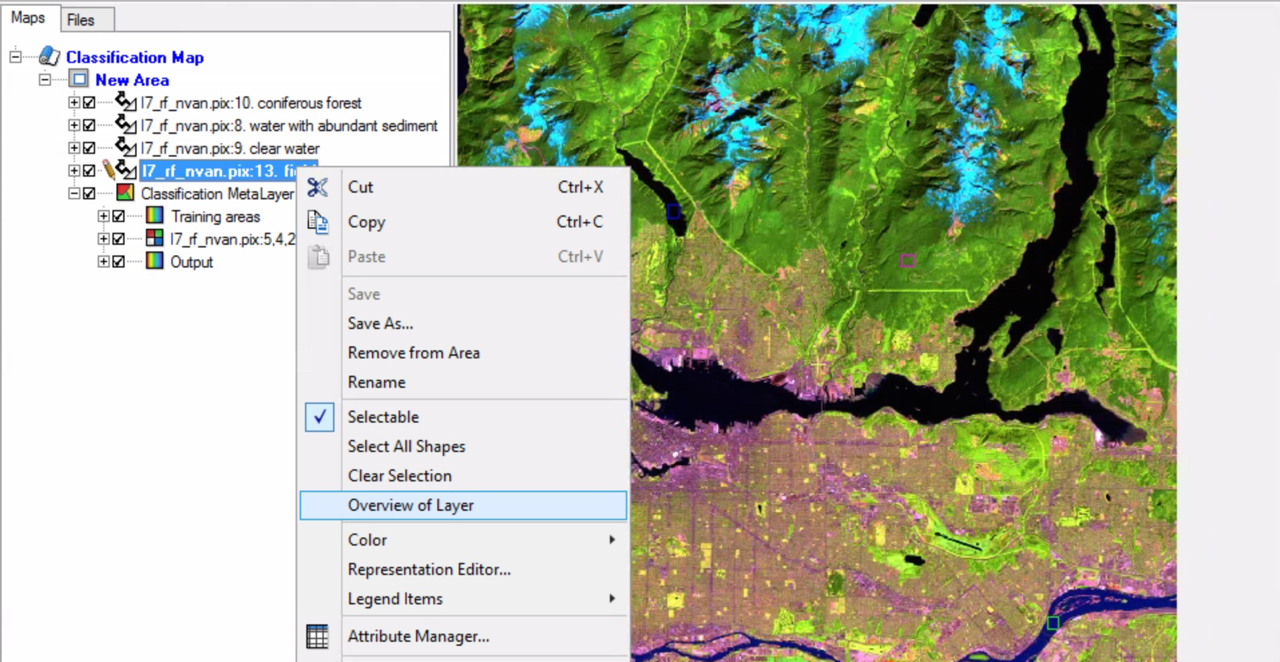 Maps
Files
Classification Map
New Area
l7_rf_nvan.pix:10. coniferous forest
l7_rf_nvan.pix:8. water with abundant sediment
l7_rf_nvan.pix:9. clear water
l7_rf_nvan.pix:13.
Classification MetaLayer
Training areas
l7_rf_nvan.pix:5,4,2
Output
Cut Ctrl+X
Copy Ctrl+C
Paste Ctrl+V
Save
Save As...
Remove from Area
Rename
Selectable
Select All Shapes
Clear Selection
Overview of Layer
Color
Representation Editor...
Legend Items
Attribute Manager...